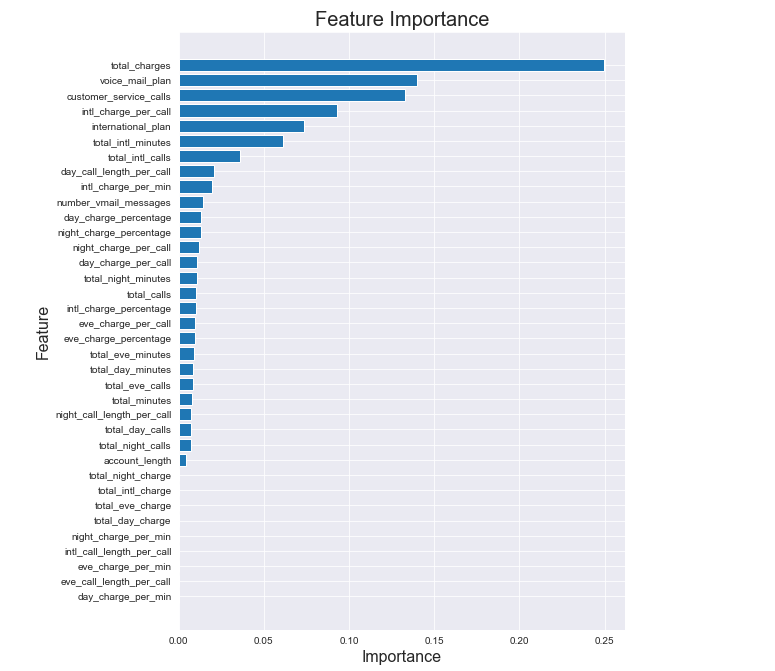 Feature Importance
total_charges
voice_mail_plan
customer_service_calls
intl_charge_per_call
international_plan
total_intl_minutes
total_intl_calls
day_call_length_per_call
intl_charge_per_min
number_vmail_messages
day_charge_percentage
night_charge_percentage
night_charge_per_call
day_charge_per_call
total_night_minutes
total_calls
intl_charge_percentage
eve_charge_per_call
eve_charge_percentage
total_eve_minutes
total_day_minutes
total_eve_calls
total_minutes
night_call_length_per_call
total_day_calls
total_night_calls
account_length
total_night_charge
total_intl_charge
total_eve_charge
total_day_charge
night_charge_per_min
intl_call_length_per_call
eve_charge_per_min
eve_call_length_per_call
day_charge_per_min
Feature
0.00 0.05 0.10 0.15 0.20 0.25
Importance